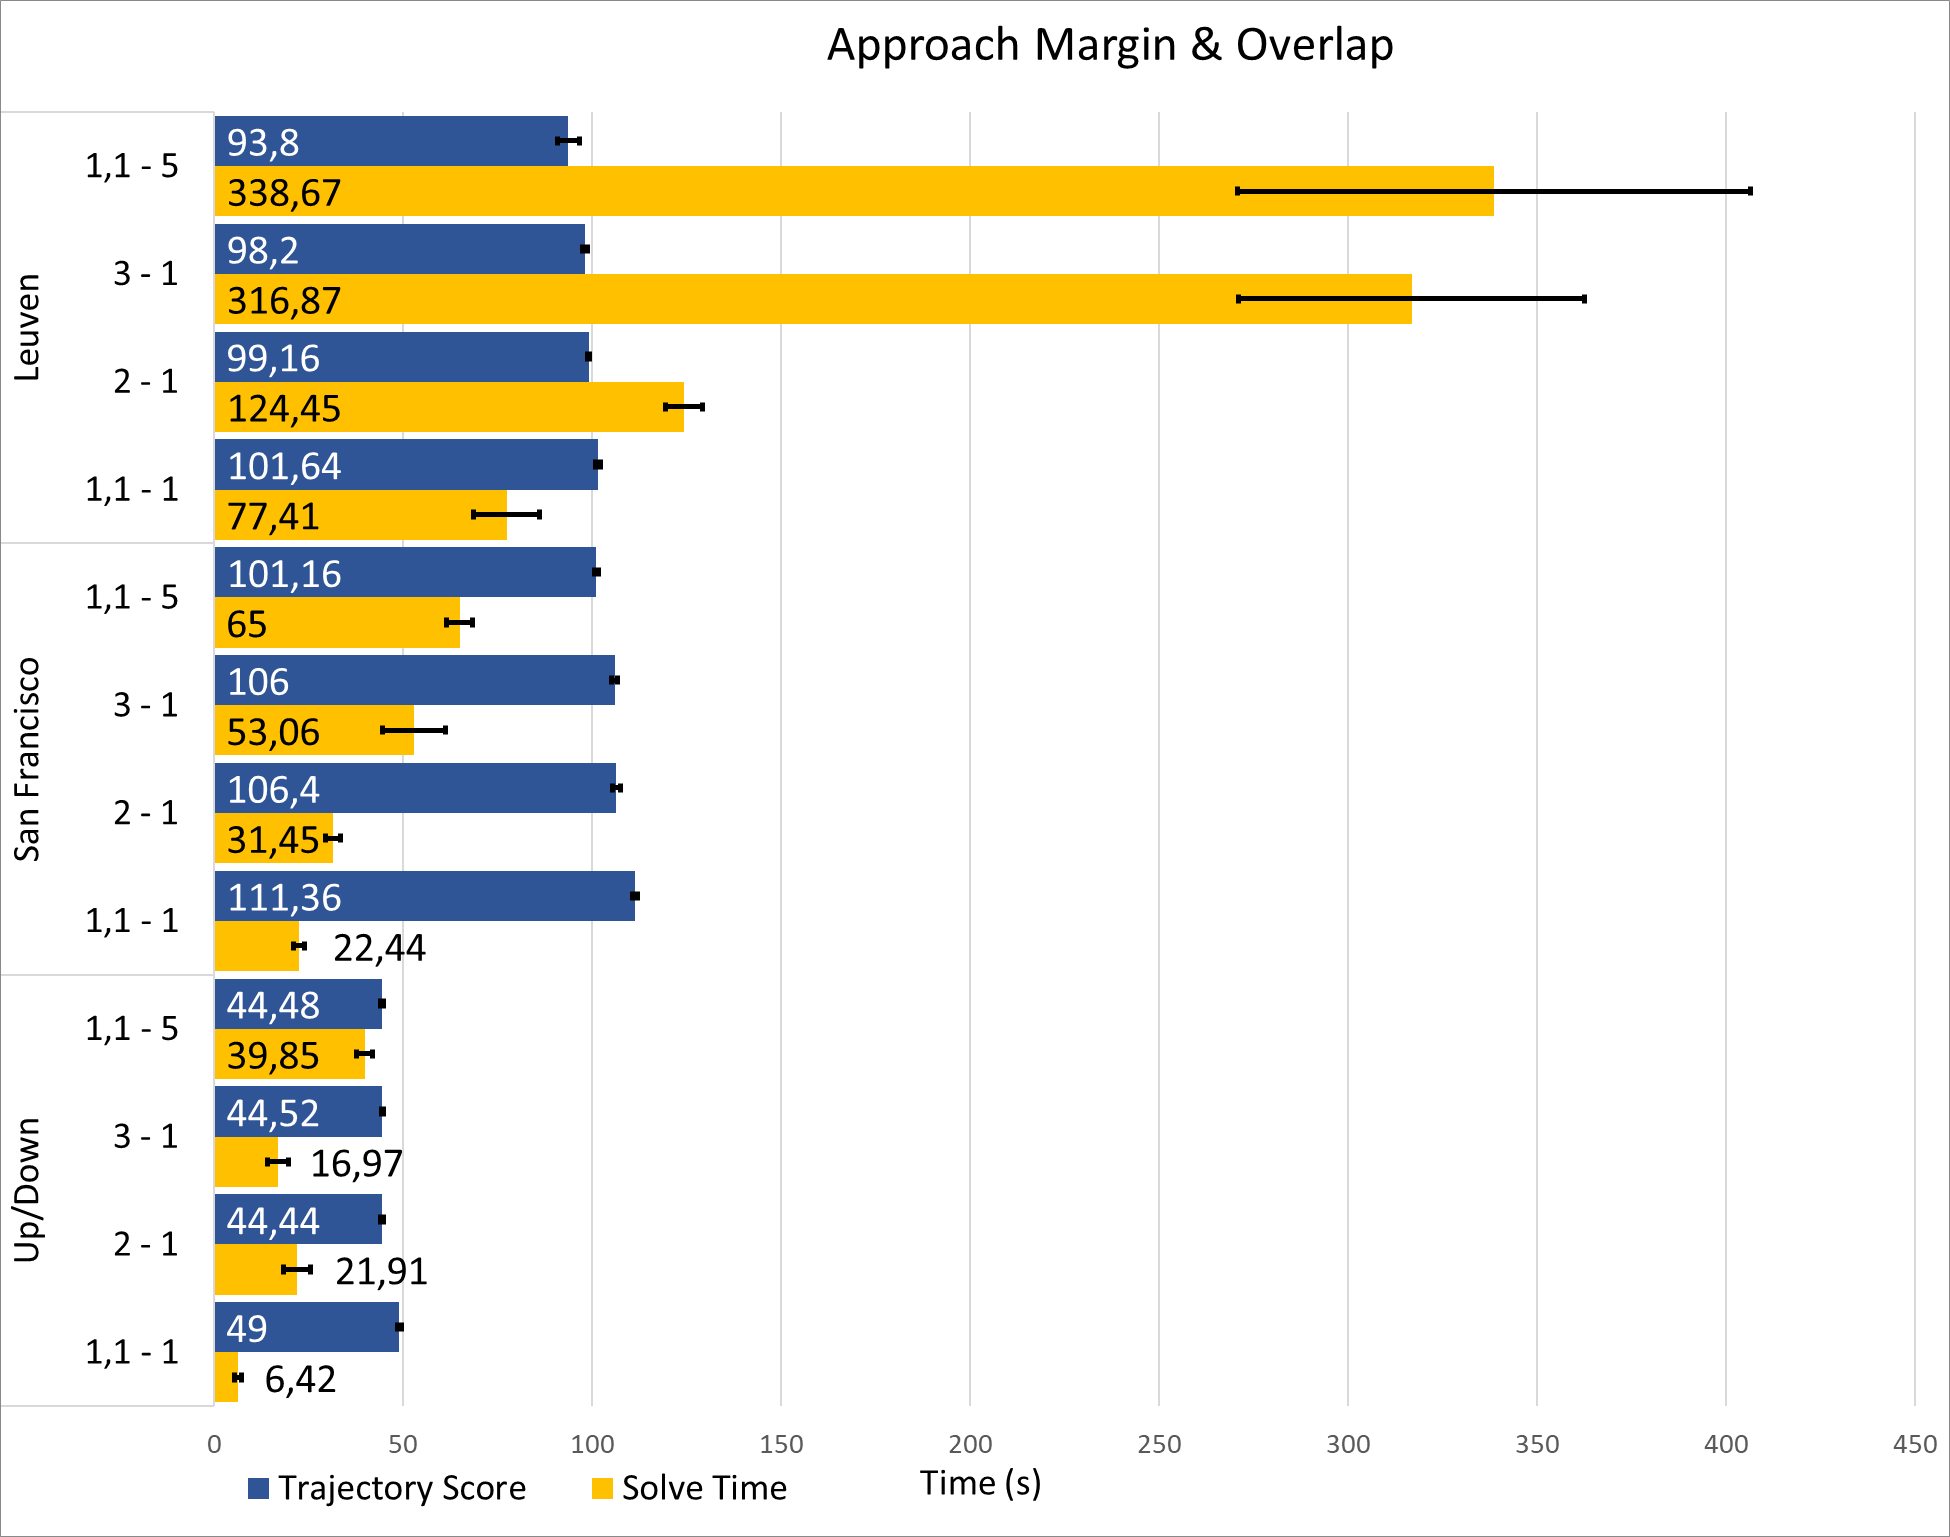 Approach Margin & Overlap
Leuven
1,1 - 5
93,8
338,67
3 - 1
98,2
316,87
2 - 1
99,16
124,45
1,1 - 1
101,64
77,41
San Francisco
1,1 - 5
101,16
65
3 - 1
106
53,06
2 - 1
106,4
31,45
1,1 - 1
111,36
22,44
Up/Down
1,1 - 5
44,48
39,85
3 - 1
44,52
16,97
2 - 1
44,44
21,91
1,1 - 1
49
6,42
0 50 100 150 200 250 300 350 400 450
Time (s)
Trajectory Score
Solve Time